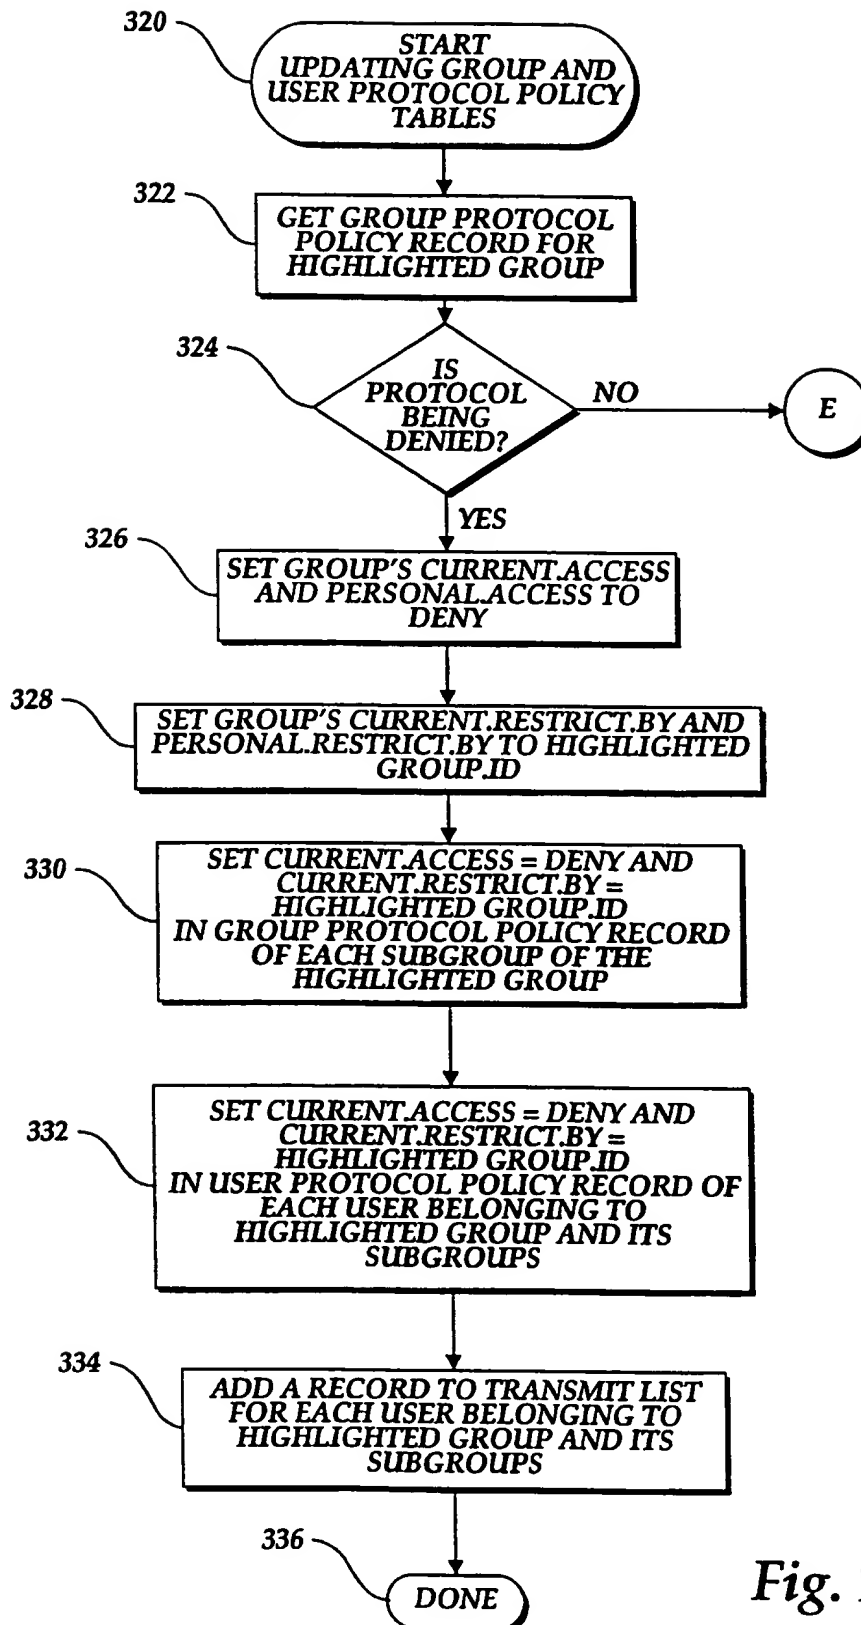 320
START
UPDATING GROUP AND
USER PROTOCOL POLICY
TABLES
322
GET GROUP PROTOCOL
POLICY RECORD FOR
HIGHLIGHTED GROUP
324
IS
PROTOCOL
BEING
DENIED?
NO
E
YES
326
SET GROUP'S CURRENT.ACCESS
AND PERSONAL.ACCESS TO
DENY
328
SET GROUP'S CURRENT.RESTRICT.BY AND
PERSONAL.RESTRICT.BY TO HIGHLIGHTED
GROUP.ID
330
SET CURRENT.ACCESS = DENY AND
CURRENT.RESTRICT.BY =
HIGHLIGHTED GROUP.ID
IN GROUP PROTOCOL POLICY RECORD
OF EACH SUBGROUP OF THE
HIGHLIGHTED GROUP
332
SET CURRENT.ACCESS = DENY AND
CURRENT.RESTRICT.BY =
HIGHLIGHTED GROUP.ID
IN USER PROTOCOL POLICY RECORD OF
EACH USER BELONGING TO
HIGHLIGHTED GROUP AND ITS
SUBGROUPS
334
ADD A RECORD TO TRANSMIT LIST
FOR EACH USER BELONGING TO
HIGHLIGHTED GROUP AND ITS
SUBGROUPS
336
DONE
Fig.